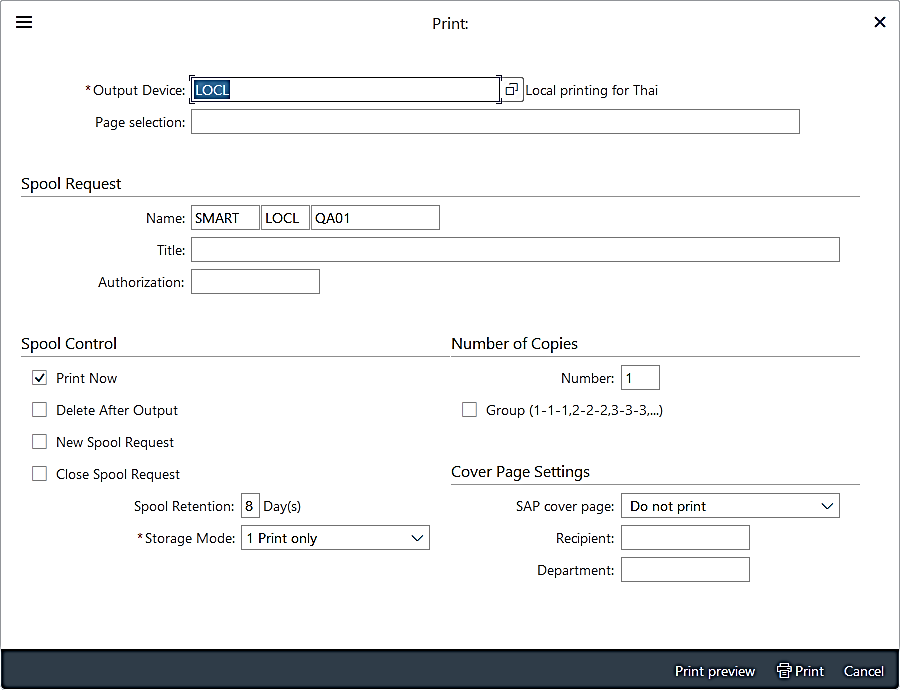 Print:
*Output Device: LOCL Local printing for Thai
Page selection:
Spool Request
Name: SMART LOCL QA01
Title:
Authorization:
Spool Control
Print Now
Delete After Output
New Spool Request
Close Spool Request
Spool Retention: 8 Day(s)
*Storage Mode: 1 Print only
Number of Copies
Number: 1
Group (1-1-1,2-2-2,3-3-3,...)
Cover Page Settings
SAP cover page: Do not print
Recipient:
Department:
Print preview Print Cancel